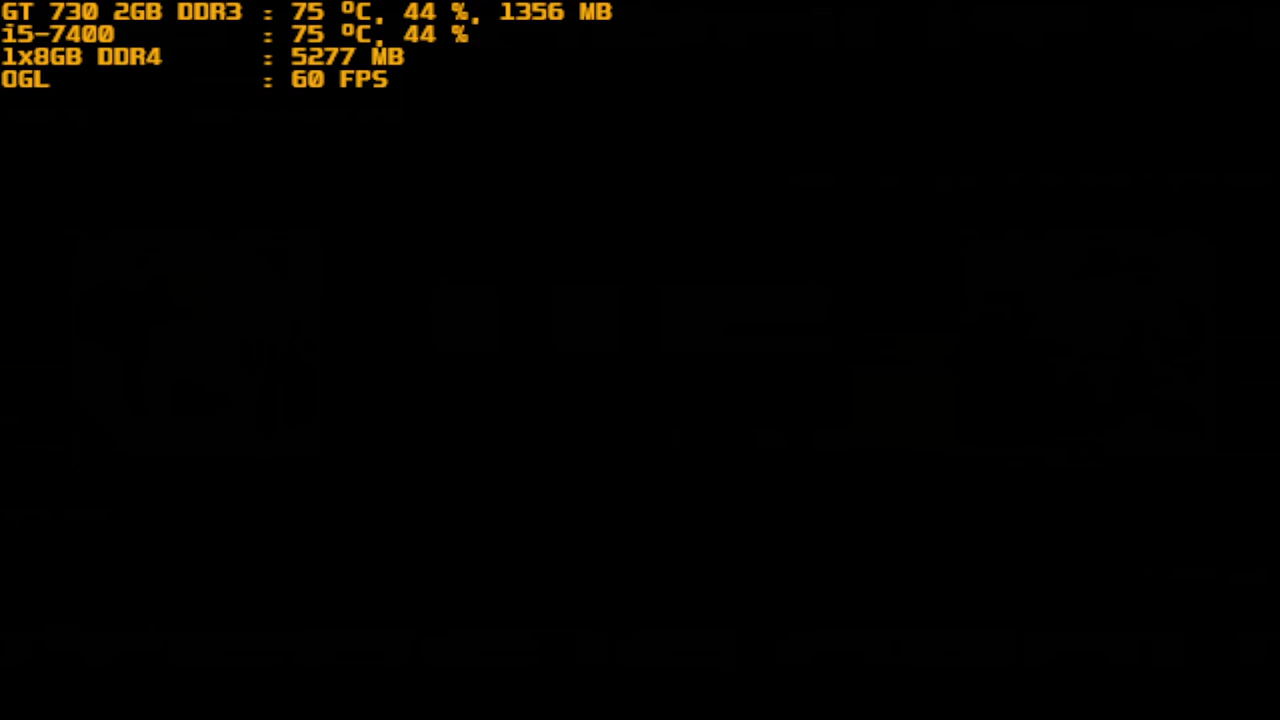 GT 730 2GB DDR3 : 75 ºC, 44 %, 1356 MB
i5-7400 : 75 ºC, 44 %
1x8GB DDR4 : 5277 MB
OGL : 60 FPS